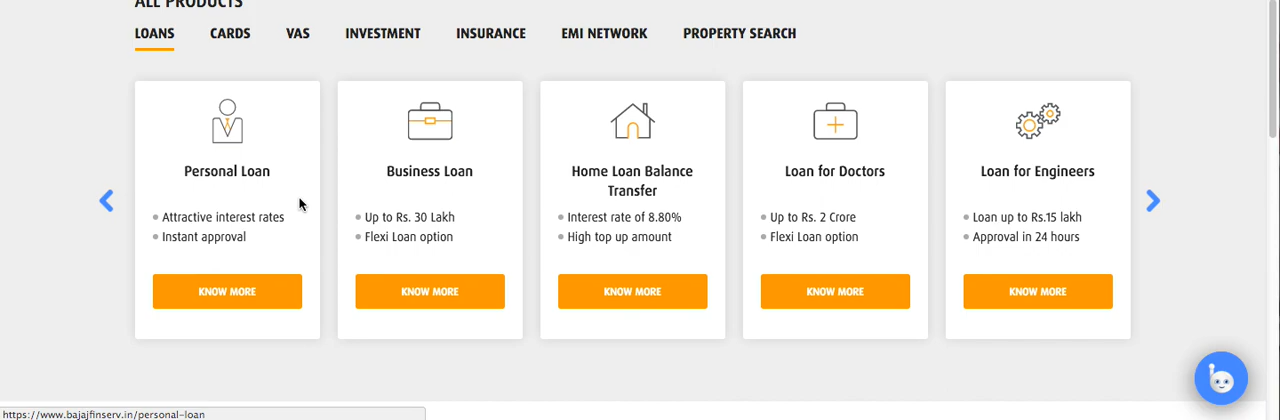 ALL PRODUCTS
LOANS CARDS VAS INVESTMENT INSURANCE EMI NETWORK PROPERTY SEARCH
Personal Loan
Attractive interest rates
Instant approval
KNOW MORE
Business Loan
Up to Rs. 30 Lakh
Flexi Loan option
KNOW MORE
Home Loan Balance
Transfer
Interest rate of 8.80%
High top up amount
KNOW MORE
Loan for Doctors
Up to Rs. 2 Crore
Flexi Loan option
KNOW MORE
Loan for Engineers
Loan up to Rs.15 lakh
Approval in 24 hours
KNOW MORE
https://www.bajajfinserv.in/personal-loan